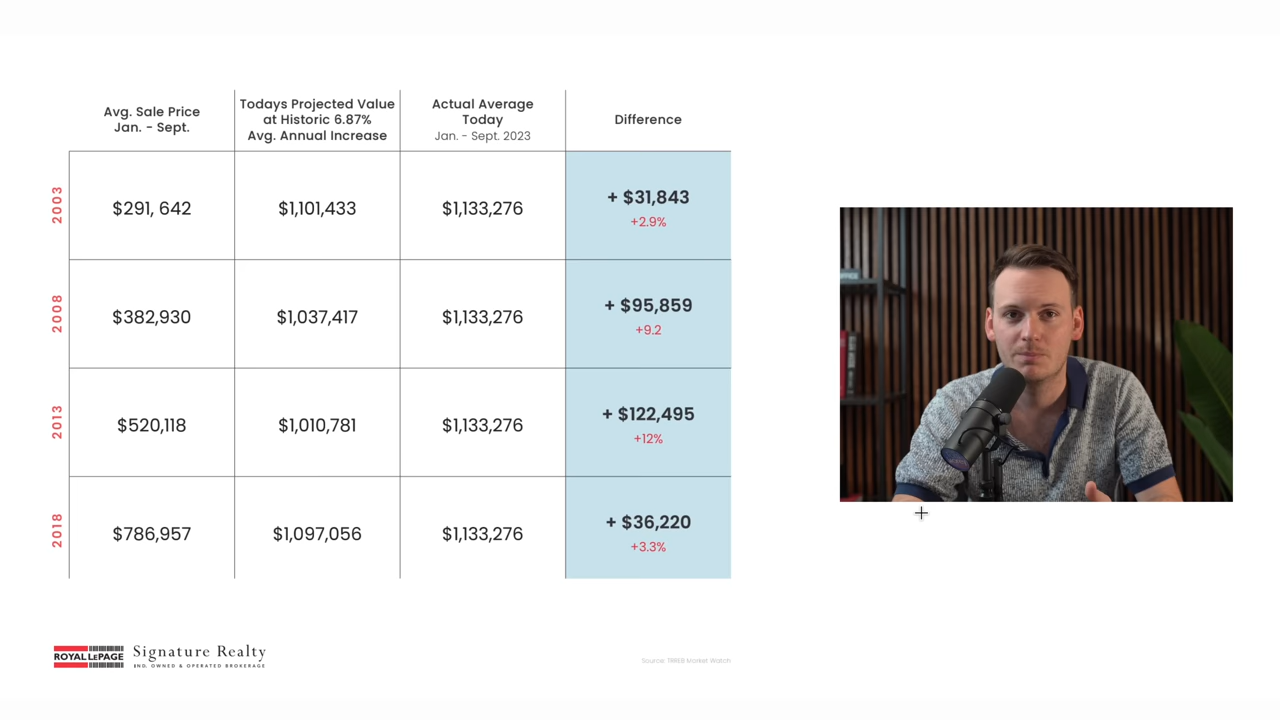 Avg. Sale Price
Jan. - Sept.
Todays Projected Value
at Historic 6.87%
Avg. Annual Increase
Actual Average
Today
Jan. - Sept. 2023
Difference
2003
$291, 642
$1,101,433
$1,133,276
+ $31,843
+2.9%
2008
$382,930
$1,037,417
$1,133,276
+ $95,859
+9.2
2013
$520,118
$1,010,781
$1,133,276
+ $122,495
+12%
2018
$786,957
$1,097,056
$1,133,276
+ $36,220
+3.3%
ROYAL LEPAGE
Signature Realty
IND. OWNED & OPERATED BROKERAGE
Source: TRREB Market Watch